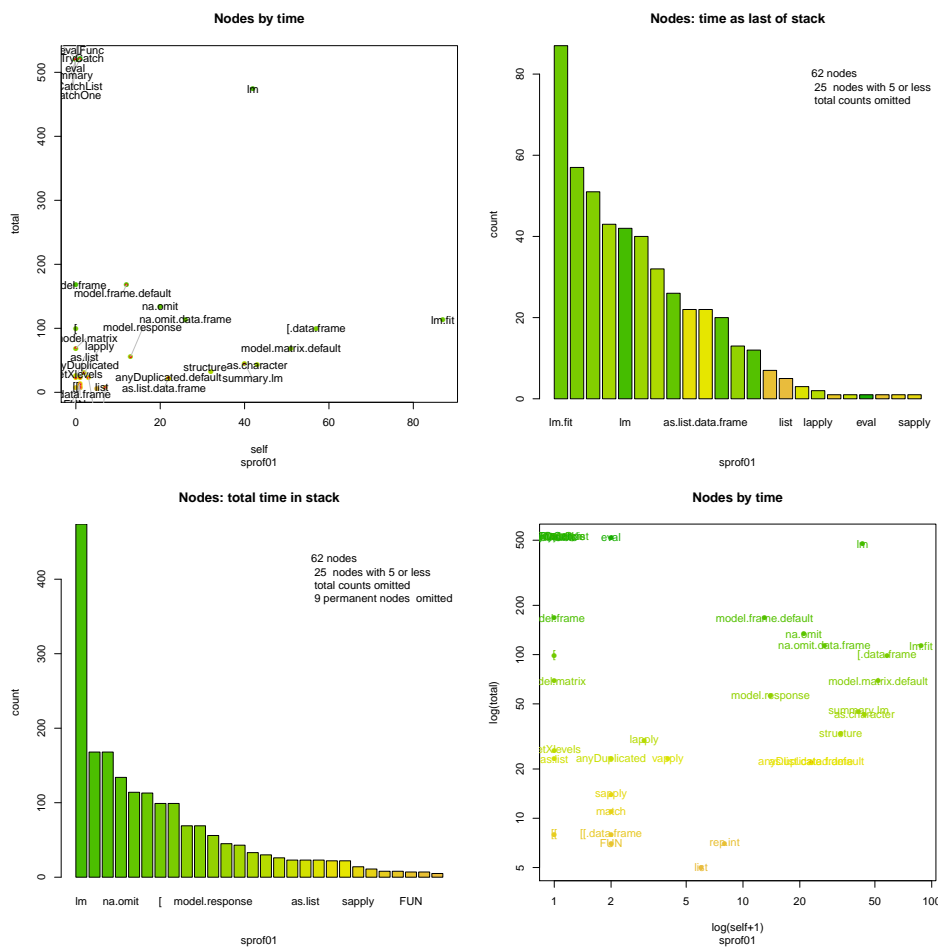 Nodes by time
evalFunc
TryCatch
eval
mmary
CatchList
atchOne
lm
del.frame
model.frame.default
na.omit
na.omit.data.frame
model.response
[
[.data.frame
lm.fit
model.matrix
lapply
model.matrix.default
as.list
structure
as.character
anyDuplicated.default
summary.lm
as.list.data.frame
[[
list
total
0 100 200 300 400 500
0 20 40 60 80
self
sprof01
Nodes: time as last of stack
62 nodes
25 nodes with 5 or less
total counts omitted
count
0 20 40 60 80
lm.fit lm as.list.data.frame list lapply eval sapply
sprof01
Nodes: total time in stack
62 nodes
25 nodes with 5 or less
total counts omitted
9 permanent nodes omitted
count
0 100 200 300 400
lm na.omit [ model.response as.list sapply FUN
sprof01
Nodes by time
eval
lm
del.frame
model.frame.default
na.omit
na.omit.data.frame
lm.fit
[
[.data.frame
del.matrix
model.matrix.default
model.response
summary.lm
as.character
structure
lapply
etXlevels
as.list
anyDuplicated
vapply
sapply
match
[[
[[.data.frame
FUN
rep.int
list
log(total)
5 10 20 50 100 200 500
1 2 5 10 20 50 100
log(self+1)
sprof01